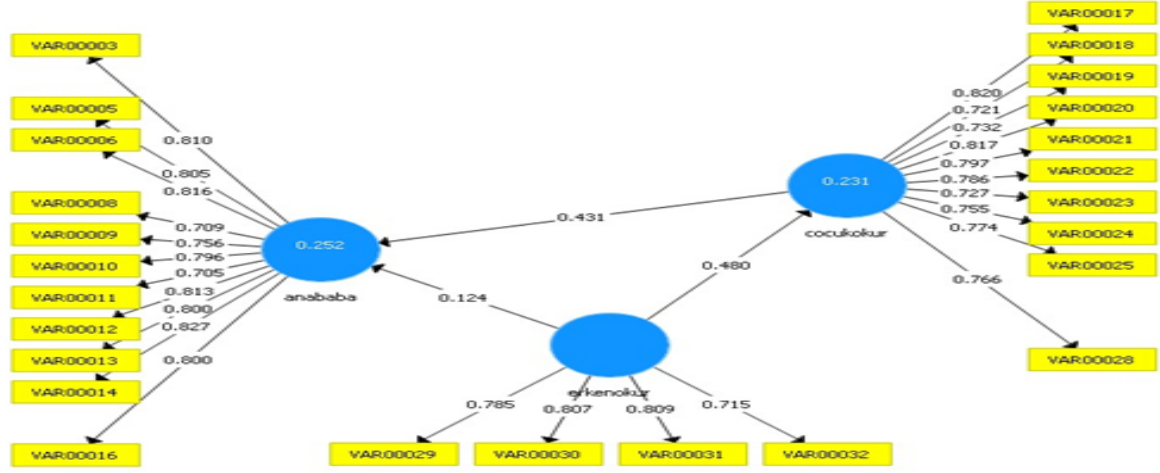 VAR00003
VAR00005
VAR00006
VAR00008
VAR00009
VAR00010
VAR00011
VAR00012
VAR00013
VAR00014
VAR00016
0.810
0.805
0.816
0.709
0.756
0.796
0.705
0.813
0.800
0.827
0.800
0.252
anababa
0.431
0.124
0.480
erkenokur
0.785
0.807
0.809
0.715
VAR00029
VAR00030
VAR00031
VAR00032
0.231
cocukokur
0.820
0.721
0.732
0.817
0.797
0.786
0.727
0.755
0.774
0.766
VAR00017
VAR00018
VAR00019
VAR00020
VAR00021
VAR00022
VAR00023
VAR00024
VAR00025
VAR00028